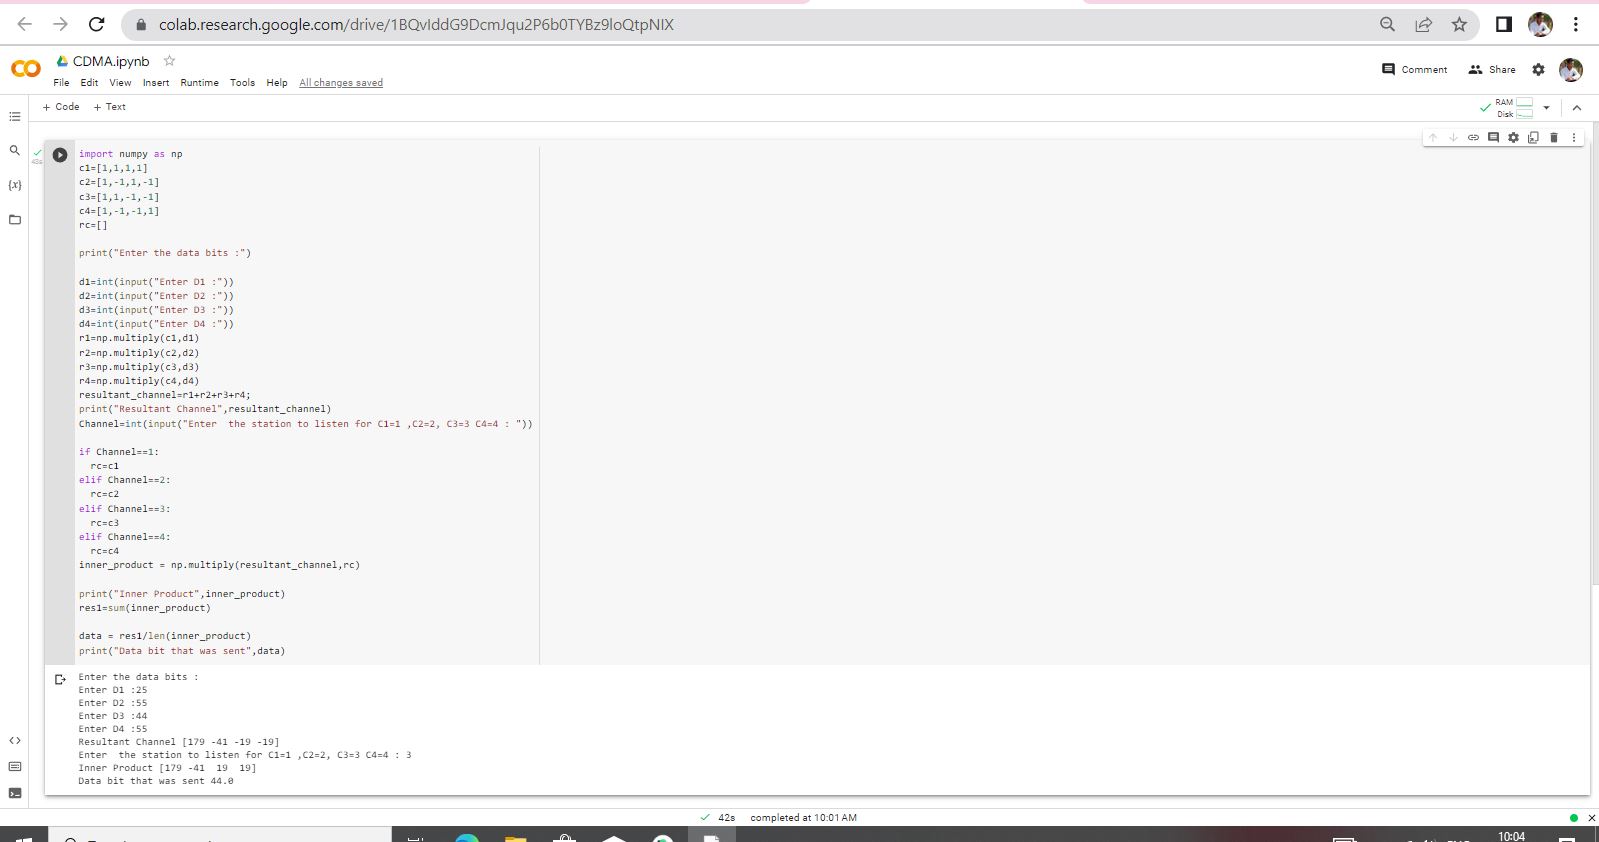 colab.research.google.com/drive/1BQvIddG9DcmJqu2P6b0TYBz9loQtpNIX
CDMA.ipynb
File Edit View Insert Runtime Tools Help All changes saved
Comment Share
+ Code + Text
RAM
Disk
{x}
import numpy as np
c1=[1,1,1,1]
c2=[1,-1,1,-1]
c3=[1,1,-1,-1]
c4=[1,-1,-1,1]
rc=[]
print("Enter the data bits :")
d1=int(input("Enter D1 :"))
d2=int(input("Enter D2 :"))
d3=int(input("Enter D3 :"))
d4=int(input("Enter D4 :"))
r1=np.multiply(c1,d1)
r2=np.multiply(c2,d2)
r3=np.multiply(c3,d3)
r4=np.multiply(c4,d4)
resultant_channel=r1+r2+r3+r4;
print("Resultant Channel",resultant_channel)
Channel=int(input("Enter  the station to listen for C1=1 ,C2=2, C3=3 C4=4 : "))
if Channel==1:
  rc=c1
elif Channel==2:
  rc=c2
elif Channel==3:
  rc=c3
elif Channel==4:
  rc=c4
inner_product = np.multiply(resultant_channel,rc)
print("Inner Product",inner_product)
res1=sum(inner_product)
data = res1/len(inner_product)
print("Data bit that was sent",data)
Enter the data bits :
Enter D1 :25
Enter D2 :55
Enter D3 :44
Enter D4 :55
Resultant Channel [179 -41 -19 -19]
Enter  the station to listen for C1=1 ,C2=2, C3=3 C4=4 : 3
Inner Product [179 -41  19  19]
Data bit that was sent 44.0
42s completed at 10:01 AM
10:04